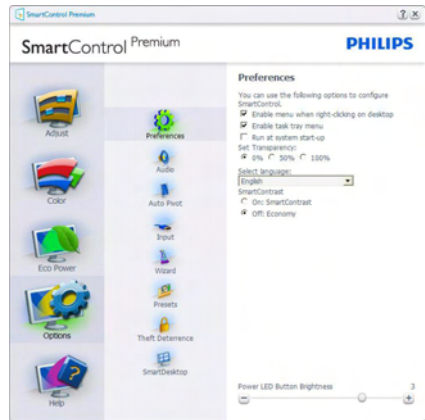 SmartControl Premium
SmartControl Premium
PHILIPS
Adjust
Color
Eco Power
Options
Help
Preferences
Audio
Auto Pivot
Input
Wizard
Presets
Theft Deterrence
SmartDesktop
Preferences
You can use the following options to configure
SmartControl.
Enable menu when right-clicking on desktop
Enable task tray menu
Run at system start-up
Set Transparency:
0% 50% 100%
Select language:
English
SmartContrast
On: SmartContrast
Off: Economy
Power LED Button Brightness 3